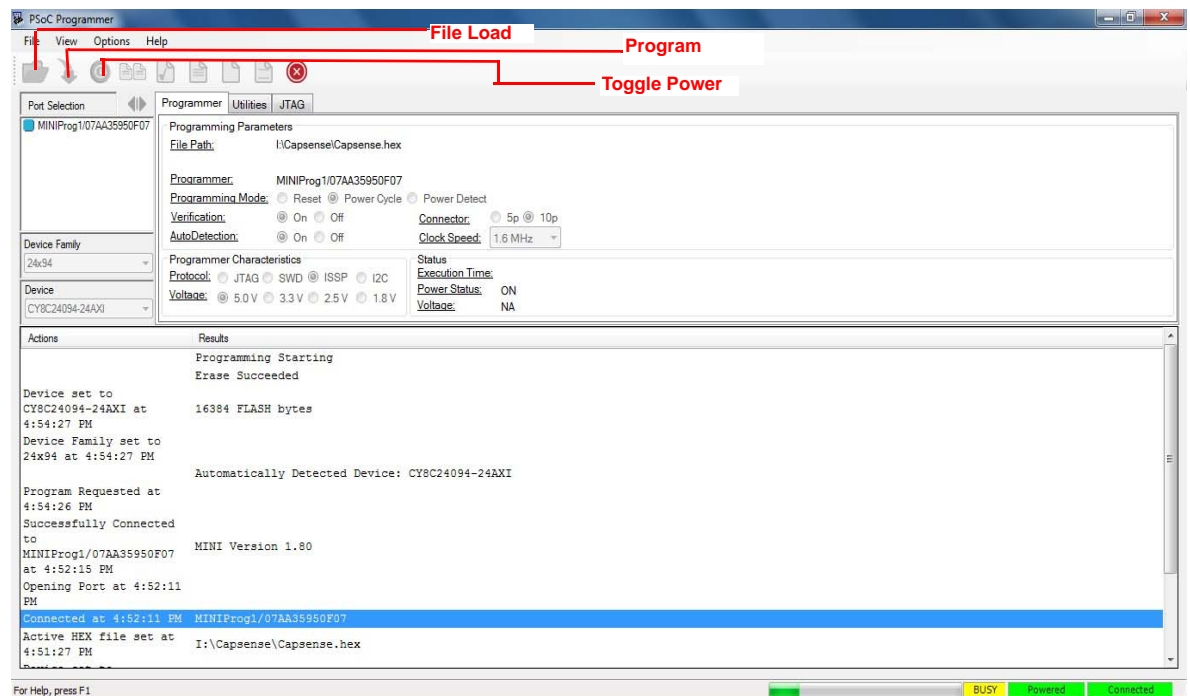 PSoC Programmer
File Load
File View Options Help
Program
Toggle Power
Port Selection
Programmer Utilities JTAG
MINIProg1/07AA35950F07
Programming Parameters
File Path: I:\Capsense\Capsense.hex
Programmer: MINIProg1/07AA35950F07
Programming Mode: Reset Power Cycle Power Detect
Verification: On Off Connector: 5p 10p
AutoDetection: On Off Clock Speed: 1.6 MHz
Device Family
24x94
Device
CY8C24094-24AXI
Programmer Characteristics
Protocol: JTAG SWD ISSP I2C
Voltage: 5.0 V 3.3 V 2.5 V 1.8 V
Status
Execution Time:
Power Status: ON
Voltage: NA
Actions Results
Programming Starting
Erase Succeeded
Device set to
CY8C24094-24AXI at 16384 FLASH bytes
4:54:27 PM
Device Family set to
24x94 at 4:54:27 PM
Automatically Detected Device: CY8C24094-24AXI
Program Requested at
4:54:26 PM
Successfully Connected
to
MINIProg1/07AA35950F07 MINI Version 1.80
at 4:52:15 PM
Opening Port at 4:52:11
PM
Connected at 4:52:11 PM MINIProg1/07AA35950F07
Active HEX file set at
4:51:27 PM I:\Capsense\Capsense.hex
For Help, press F1
BUSY Powered Connected